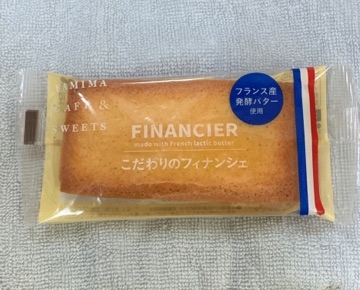 FAMIMA
CAFÉ &
SWEETS
フランス産
発酵バター
使用
FINANCIER
made with French lactic butter
こだわりのフィナンシェ